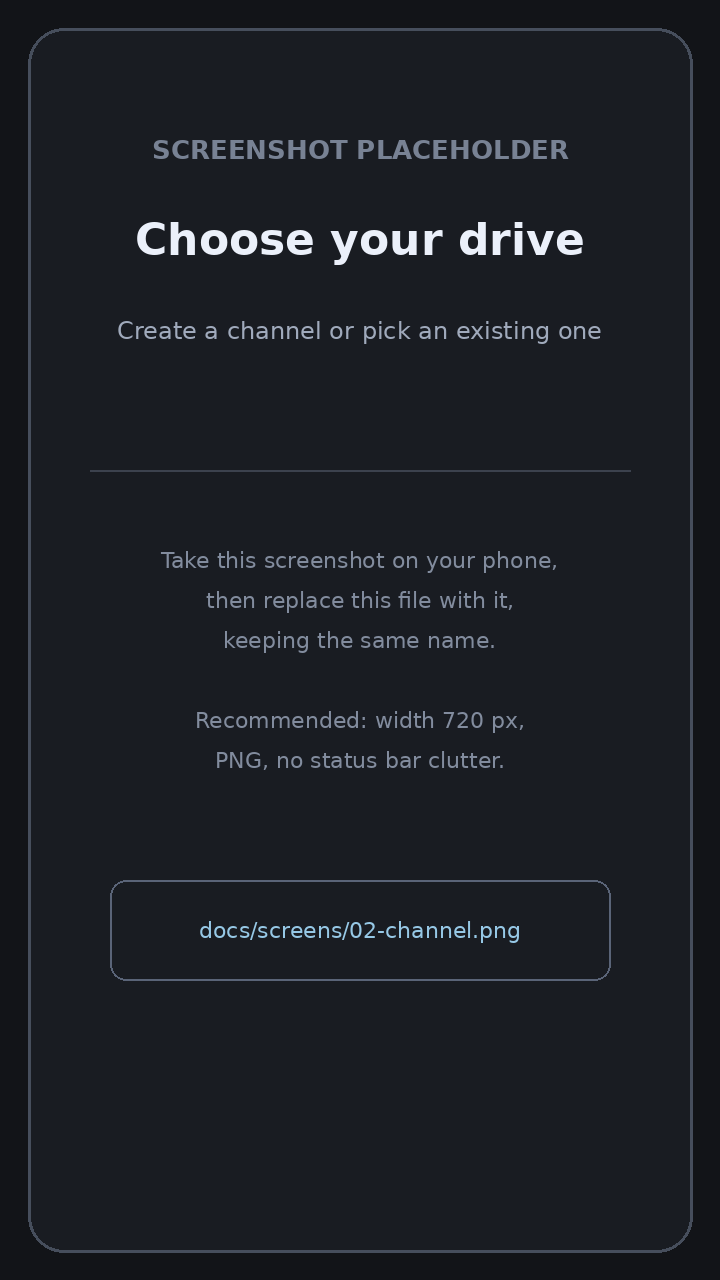 SCREENSHOT PLACEHOLDER
Choose your drive
Create a channel or pick an existing one
Take this screenshot on your phone,
then replace this file with it,
keeping the same name.
Recommended: width 720 px,
PNG, no status bar clutter.
docs/screens/02-channel.png